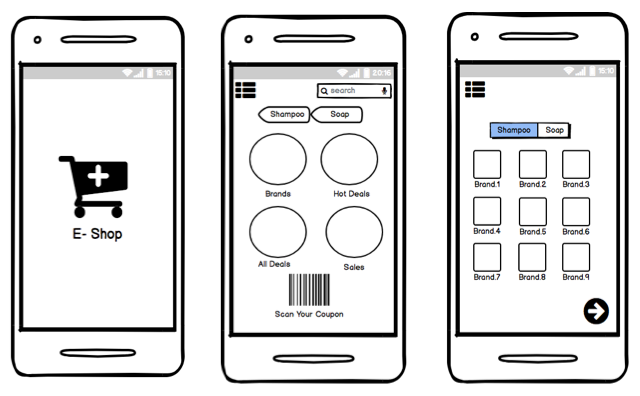 15:10
E- Shop
20:16
search
Shampoo Soap
Brands Hot Deals
All Deals Sales
Scan Your Coupon
15:10
Shampoo Soap
Brand.1 Brand.2 Brand.3
Brand.4 Brand.5 Brand.6
Brand.7 Brand.8 Brand.9